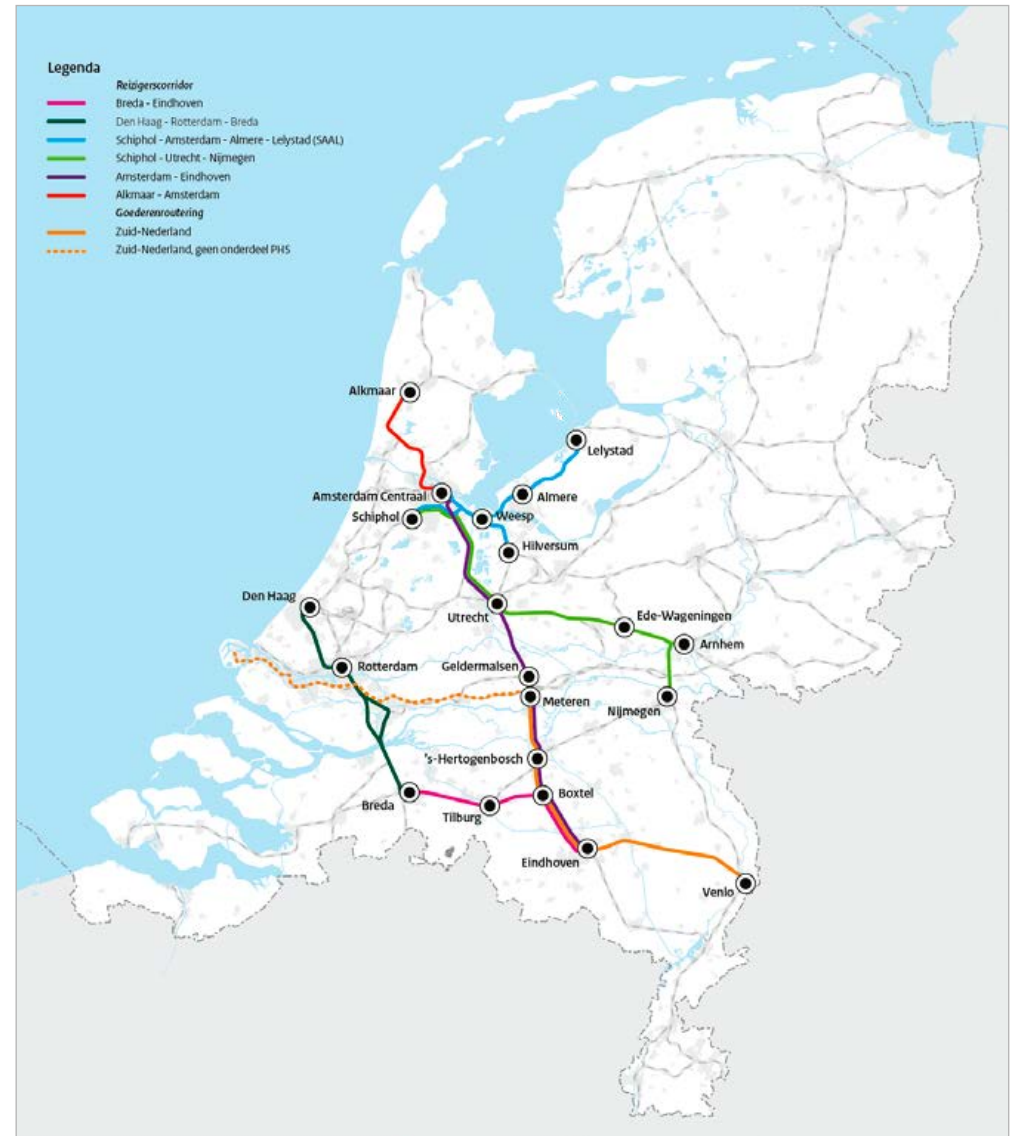 Legenda
Reizigerscorridor
Breda - Eindhoven
Den Haag - Rotterdam - Breda
Schiphol - Amsterdam - Almere - Lelystad (SAAL)
Schiphol - Utrecht - Nijmegen
Amsterdam - Eindhoven
Alkmaar - Amsterdam
Goederenroutering
Zuid-Nederland
Zuid-Nederland, geen onderdeel PHS
Alkmaar
Lelystad
Amsterdam Centraal
Almere
Schiphol
Weesp
Hilversum
Den Haag
Utrecht
Ede-Wageningen
Arnhem
Rotterdam
Geldermalsen
Meteren
Nijmegen
's-Hertogenbosch
Breda
Tilburg
Boxtel
Eindhoven
Venlo